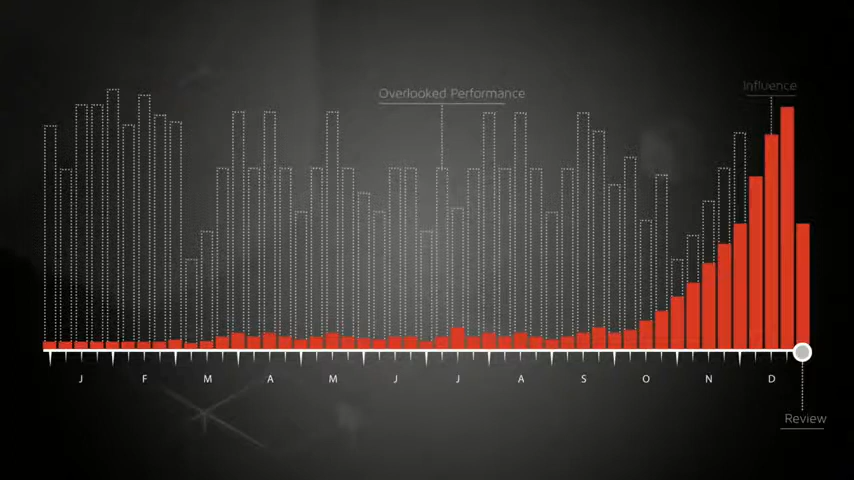 Influence
Overlooked Performance
J F M A M J J A S O N D
Review